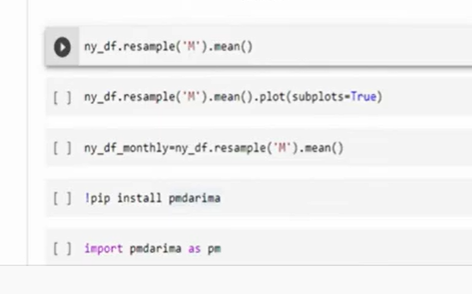 ny_df.resample('M').mean()
[ ] ny_df.resample('M').mean().plot(subplots=True)
[ ] ny_df_monthly=ny_df.resample('M').mean()
[ ] !pip install pmdarima
[ ] import pmdarima as pm